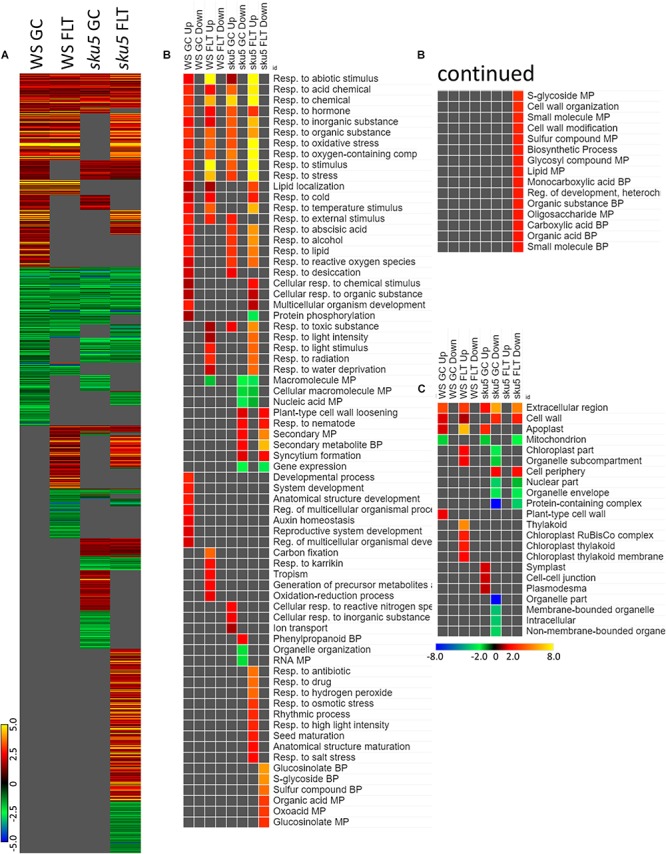 A
WS GC
WS FLT
sku5 GC
sku5 FLT
5.0
2.5
0
-2.5
-5.0
B
WS GC Up
WS GC Down
WS FLT Up
WS FLT Down
sku5 GC Up
sku5 GC Down
sku5 FLT Up
sku5 FLT Down
Resp. to abiotic stimulus
Resp. to acid chemical
Resp. to chemical
Resp. to hormone
Resp. to inorganic substance
Resp. to organic substance
Resp. to oxidative stress
Resp. to oxygen-containing comp
Resp. to stimulus
Resp. to stress
Lipid localization
Resp. to cold
Resp. to temperature stimulus
Resp. to external stimulus
Resp. to abscisic acid
Resp. to alcohol
Resp. to lipid
Resp. to reactive oxygen species
Resp. to desiccation
Cellular resp. to chemical stimulus
Cellular resp. to organic substance
Multicellular organism development
Protein phosphorylation
Resp. to toxic substance
Resp. to light intensity
Resp. to light stimulus
Resp. to radiation
Resp. to water deprivation
Macromolecule MP
Cellular macromolecule MP
Nucleic acid MP
Plant-type cell wall loosening
Resp. to nematode
Secondary MP
Secondary metabolite BP
Syncytium formation
Gene expression
Developmental process
System development
Anatomical structure development
Reg. of multicellular organismal proce
Auxin homeostasis
Reproductive system development
Reg. of multicellular organismal deve
Carbon fixation
Resp. to karrikin
Tropism
Generation of precursor metabolites a
Oxidation-reduction process
Cellular resp. to reactive nitrogen spe
Cellular resp. to inorganic substance
Ion transport
Phenylpropanoid BP
Organelle organization
RNA MP
Resp. to antibiotic
Resp. to drug
Resp. to hydrogen peroxide
Resp. to osmotic stress
Rhythmic process
Resp. to high light intensity
Seed maturation
Anatomical structure maturation
Resp. to salt stress
Glucosinolate BP
S-glycoside BP
Sulfur compound BP
Organic acid MP
Oxoacid MP
Glucosinolate MP
B
continued
S-glycoside MP
Cell wall organization
Small molecule MP
Cell wall modification
Sulfur compound MP
Biosynthetic Process
Glycosyl compound MP
Lipid MP
Monocarboxylic acid BP
Reg. of development, heteroch
Organic substance BP
Oligosaccharide MP
Carboxylic acid BP
Organic acid BP
Small molecule BP
C
WS GC Up
WS GC Down
WS FLT Up
WS FLT Down
sku5 GC Up
sku5 GC Down
sku5 FLT Up
sku5 FLT Down
Extracellular region
Cell wall
Apoplast
Mitochondrion
Chloroplast part
Organelle subcompartment
Cell periphery
Nuclear part
Organelle envelope
Protein-containing complex
Plant-type cell wall
Thylakoid
Chloroplast RuBisCo complex
Chloroplast thylakoid
Chloroplast thylakoid membrane
Symplast
Cell-cell junction
Plasmodesma
Organelle part
Membrane-bounded organelle
Intracellular
Non-membrane-bounded organe
-8.0 -2.0 0 2.0 8.0